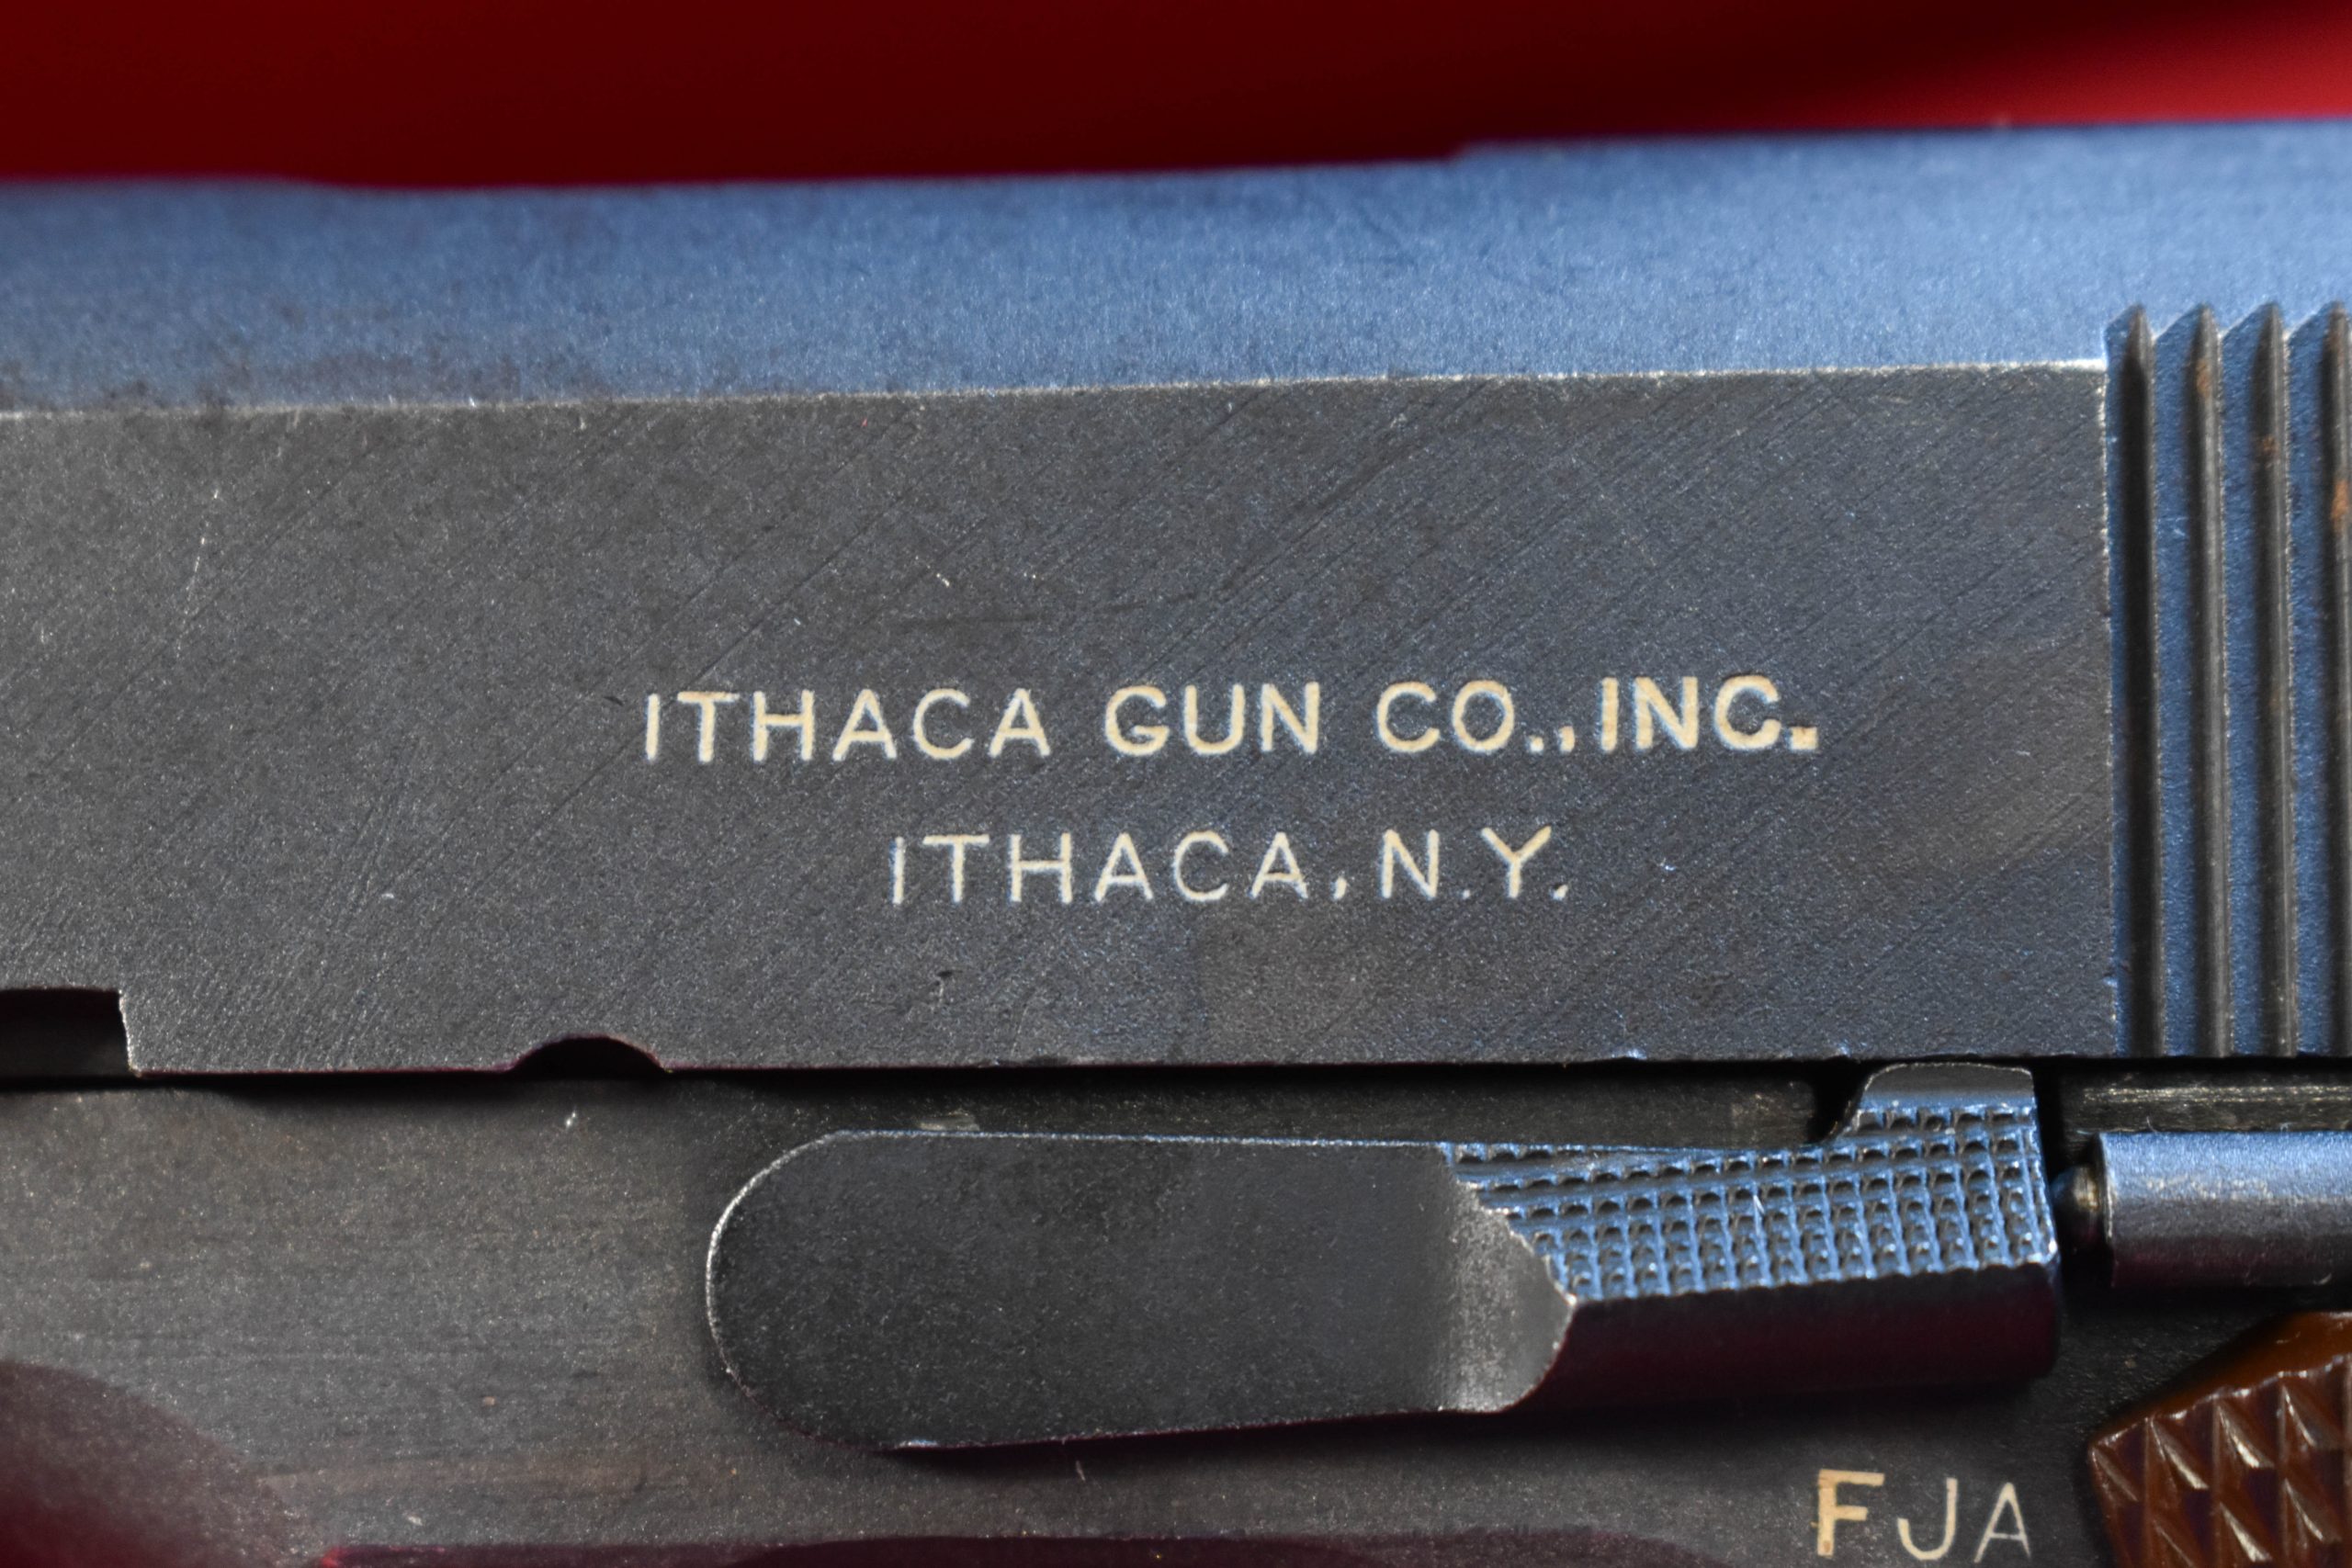 ITHACA GUN CO., INC.
ITHACA, N.Y.
FJA